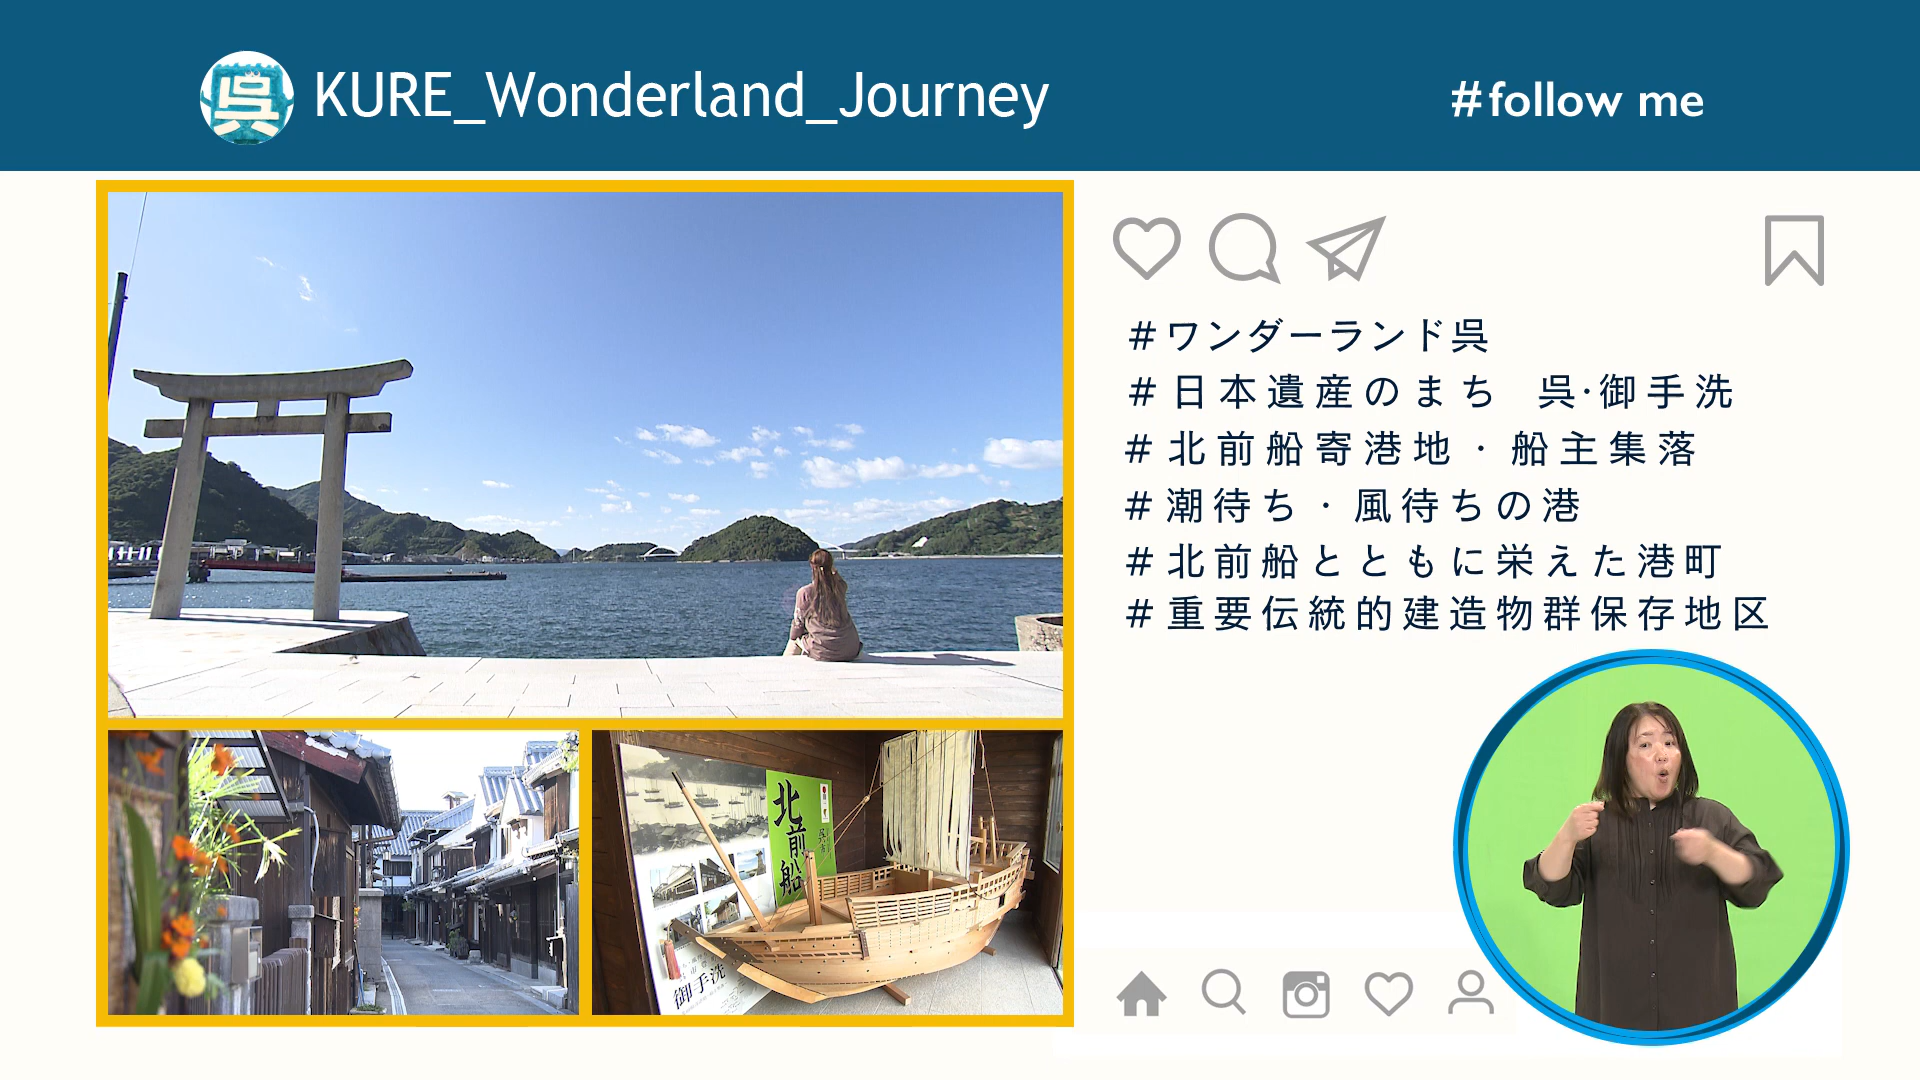 呉 KURE_Wonderland_Journey
#follow me
#ワンダーランド呉
#日本遺産のまち 呉・御手洗
#北前船寄港地・船主集落
#潮待ち・風待ちの港
#北前船とともに栄えた港町
#重要伝統的建造物群保存地区
北前船
御手洗